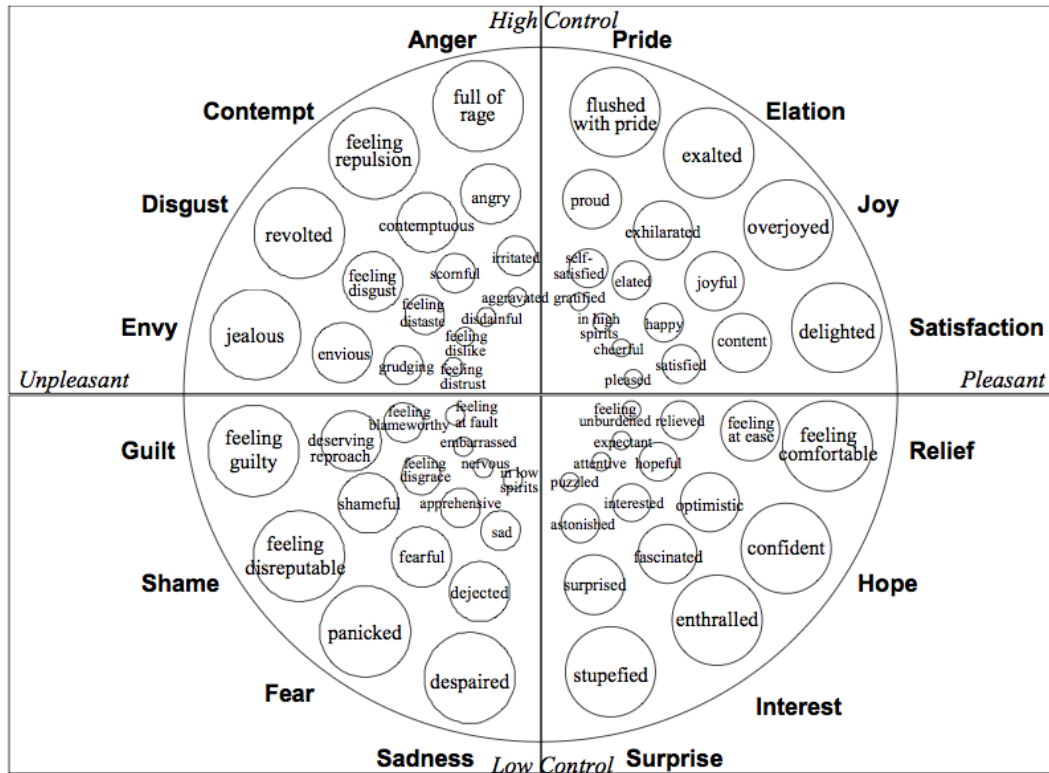 High Control
Anger
Pride
Contempt
Elation
full of
rage
flushed
with pride
feeling
repulsion
exalted
Disgust
Joy
angry
proud
revolted
contemptuous
exhilarated
overjoyed
irritated
self-
satisfied
feeling
disgust
scornful
elated
joyful
aggravated
gratified
Envy
Satisfaction
jealous
feeling
distaste
disdainful
in high
spirits
happy
delighted
envious
feeling
dislike
cheerful
content
grudging
feeling
distrust
satisfied
pleased
Unpleasant
Pleasant
feeling
blameworthy
feeling
at fault
feeling
unburdened
relieved
feeling
at ease
Guilt
Relief
feeling
guilty
deserving
reproach
embarrassed
expectant
feeling
comfortable
feeling
disgrace
nervous
attentive
hopeful
in low
spirits
puzzled
shameful
apprehensive
interested
optimistic
sad
astonished
feeling
disreputable
fearful
fascinated
confident
Shame
Hope
dejected
surprised
panicked
enthralled
despaired
stupefied
Fear
Interest
Sadness
Surprise
Low Control